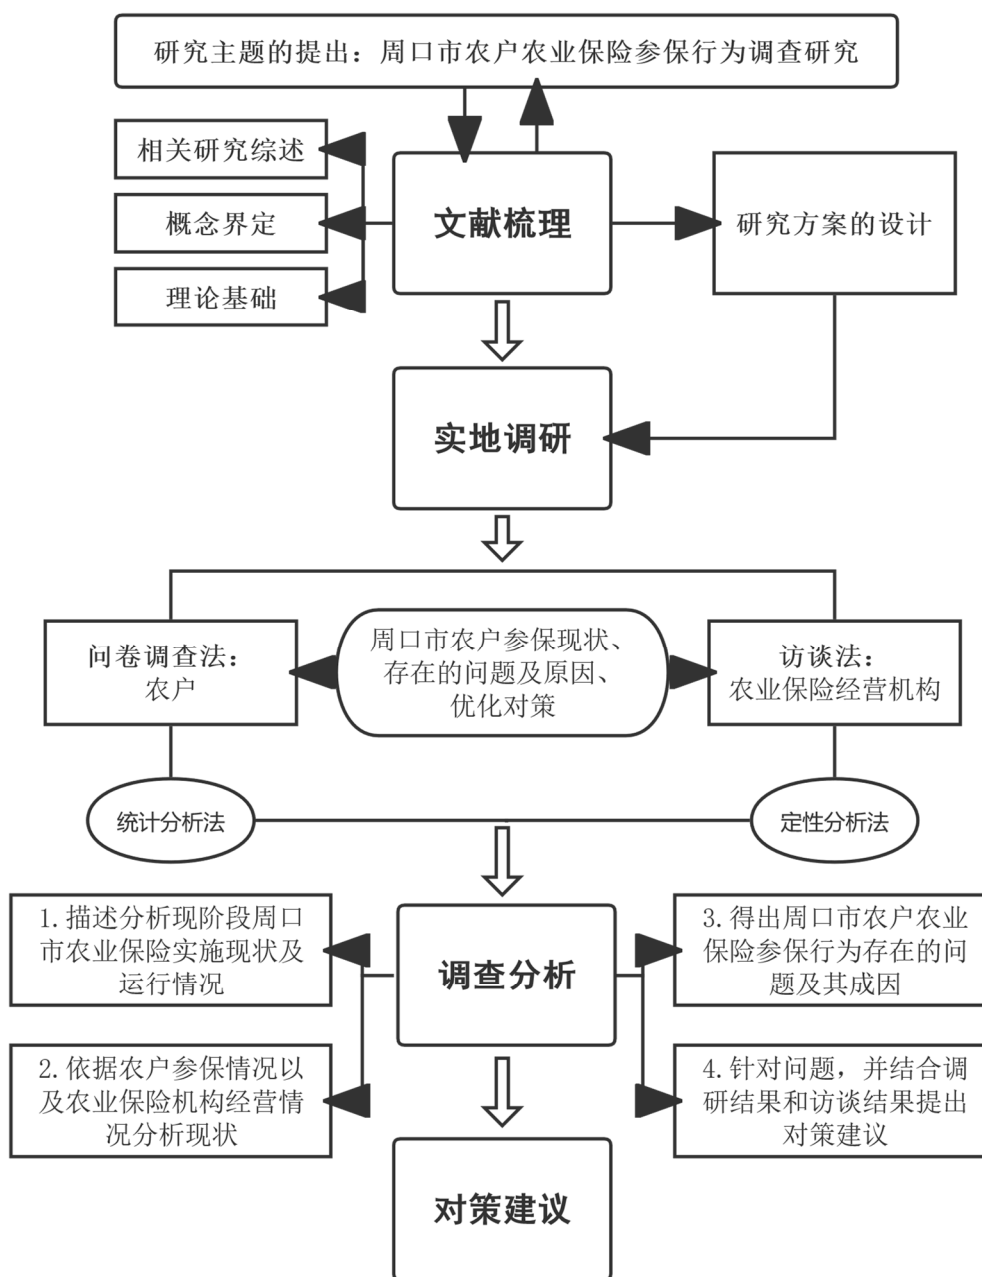 研究主题的提出：周口市农户农业保险参保行为调查研究
相关研究综述
概念界定
理论基础
文献梳理
研究方案的设计
实地调研
问卷调查法：
农户
周口市农户参保现状、
存在的问题及原因、
优化对策
访谈法：
农业保险经营机构
统计分析法
定性分析法
1.描述分析现阶段周口
市农业保险实施现状及
运行情况
2.依据农户参保情况以
及农业保险机构经营情
况分析现状
调查分析
3.得出周口市农户农业
保险参保行为存在的问
题及其成因
4.针对问题，并结合调
研结果和访谈结果提出
对策建议
对策建议